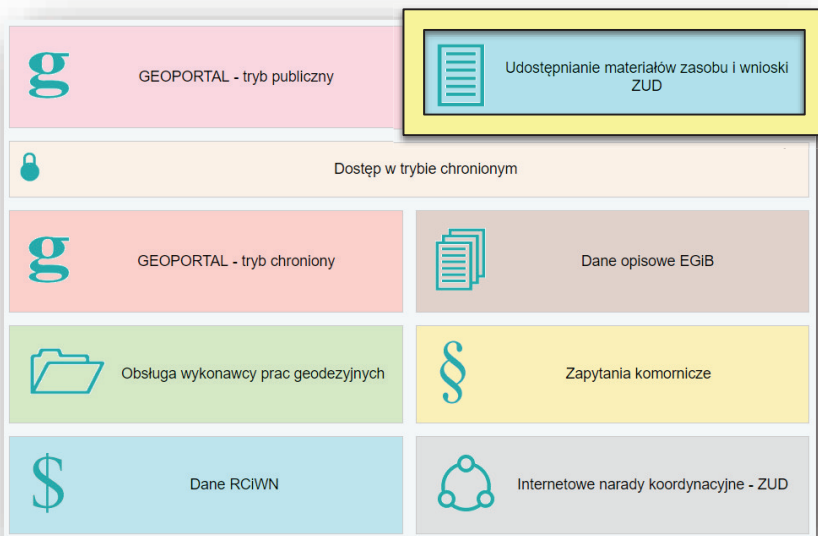 g
GEOPORTAL - tryb publiczny
Udostępnianie materiałów zasobu i wnioski
ZUD
Dostęp w trybie chronionym
g
GEOPORTAL - tryb chroniony
Dane opisowe EGiB
Obsługa wykonawcy prac geodezyjnych
§
Zapytania komornicze
$
Dane RCiWN
Internetowe narady koordynacyjne - ZUD